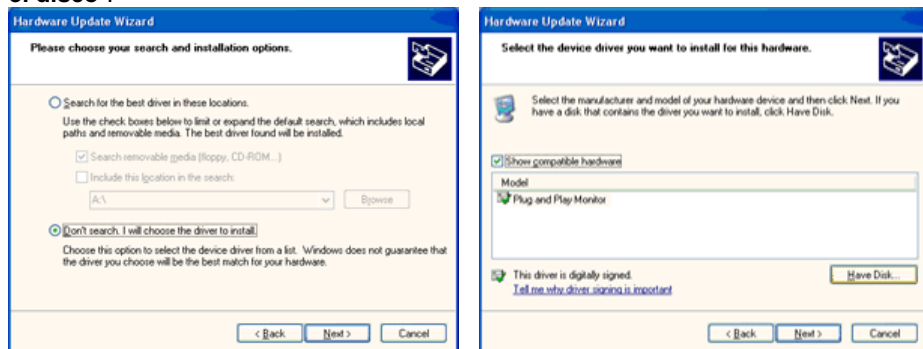 Hardware Update Wizard
Please choose your search and installation options.
Search for the best driver in these locations.
Use the check boxes below to limit or expand the default search, which includes local
paths and removable media. The best driver found will be installed.
Search removable media (floppy, CD-ROM...)
Include this location in the search:
A:\
Browse
Don't search. I will choose the driver to install.
Choose this option to select the device driver from a list. Windows does not guarantee that
the driver you choose will be the best match for your hardware.
< Back
Next >
Cancel
Hardware Update Wizard
Select the device driver you want to install for this hardware.
Select the manufacturer and model of your hardware device and then click Next. If you
have a disk that contains the driver you want to install, click Have Disk.
Show compatible hardware
Model
Plug and Play Monitor
This driver is digitally signed.
Tell me why driver signing is important
Have Disk...
< Back
Next >
Cancel